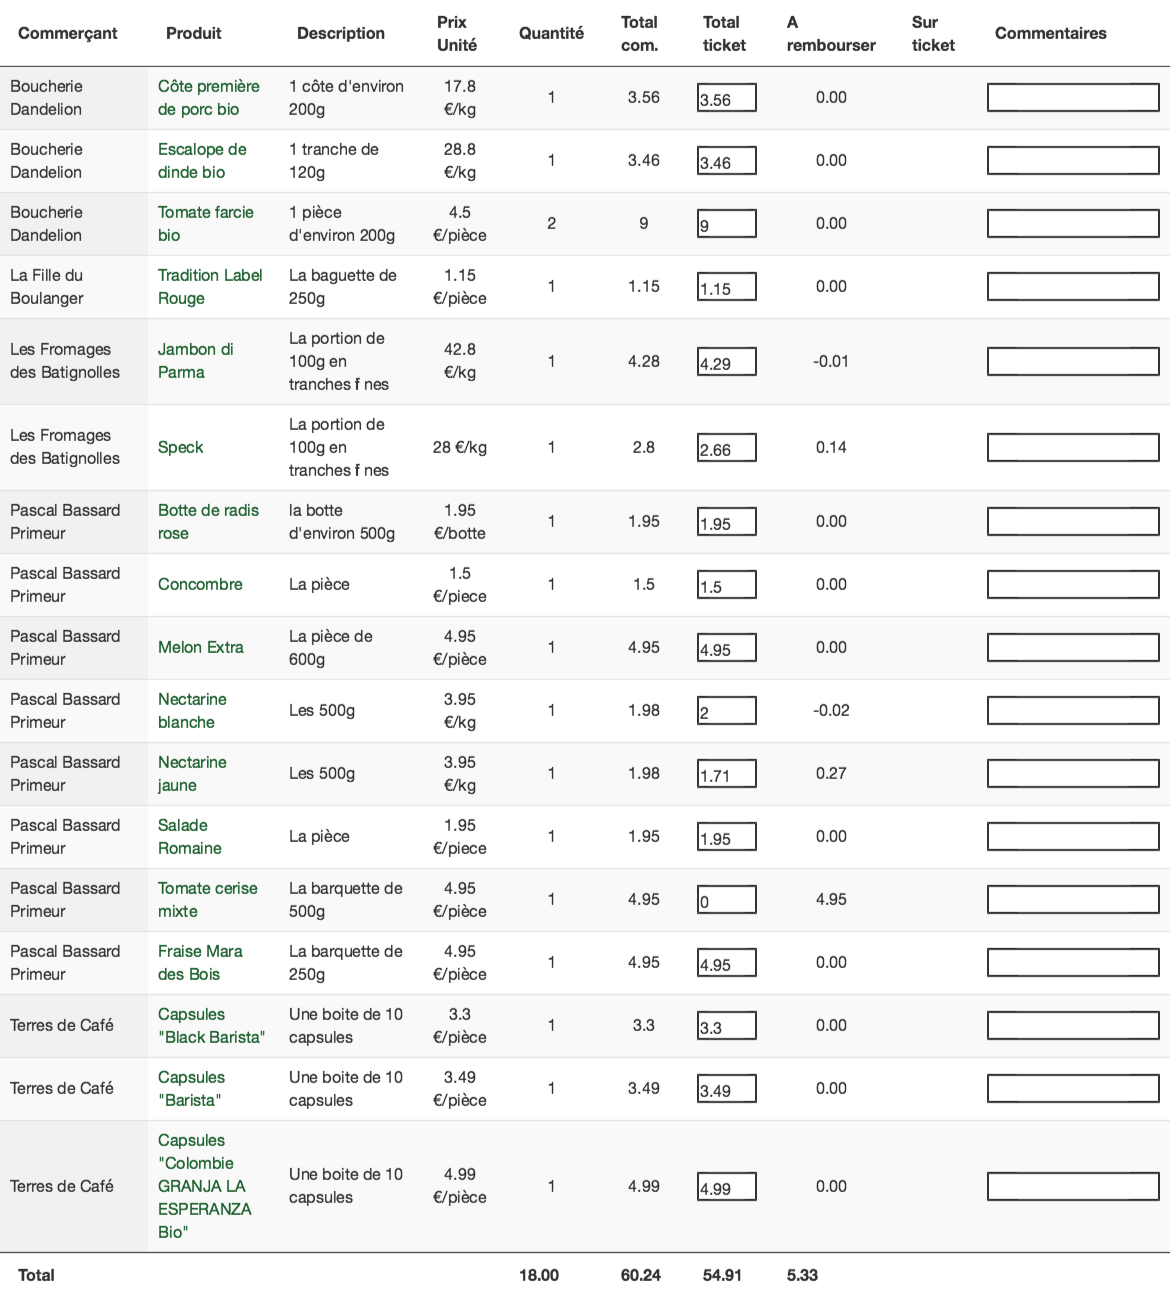 Commerçant Produit Description Prix Unité Quantité Total com. Total ticket A rembourser Sur ticket Commentaires
Boucherie Dandelion Côte première de porc bio 1 côte d'environ 200g 17.8 €/kg 1 3.56 3.56 0.00
Boucherie Dandelion Escalope de dinde bio 1 tranche de 120g 28.8 €/kg 1 3.46 3.46 0.00
Boucherie Dandelion Tomate farcie bio 1 pièce d'environ 200g 4.5 €/pièce 2 9 9 0.00
La Fille du Boulanger Tradition Label Rouge La baguette de 250g 1.15 €/pièce 1 1.15 1.15 0.00
Les Fromages des Batignolles Jambon di Parma La portion de 100g en tranches f nes 42.8 €/kg 1 4.28 4.29 -0.01
Les Fromages des Batignolles Speck La portion de 100g en tranches f nes 28 €/kg 1 2.8 2.66 0.14
Pascal Bassard Primeur Botte de radis rose la botte d'environ 500g 1.95 €/botte 1 1.95 1.95 0.00
Pascal Bassard Primeur Concombre La pièce 1.5 €/piece 1 1.5 1.5 0.00
Pascal Bassard Primeur Melon Extra La pièce de 600g 4.95 €/pièce 1 4.95 4.95 0.00
Pascal Bassard Primeur Nectarine blanche Les 500g 3.95 €/kg 1 1.98 2 -0.02
Pascal Bassard Primeur Nectarine jaune Les 500g 3.95 €/kg 1 1.98 1.71 0.27
Pascal Bassard Primeur Salade Romaine La pièce 1.95 €/piece 1 1.95 1.95 0.00
Pascal Bassard Primeur Tomate cerise mixte La barquette de 500g 4.95 €/pièce 1 4.95 0 4.95
Pascal Bassard Primeur Fraise Mara des Bois La barquette de 250g 4.95 €/pièce 1 4.95 4.95 0.00
Terres de Café Capsules "Black Barista" Une boite de 10 capsules 3.3 €/pièce 1 3.3 3.3 0.00
Terres de Café Capsules "Barista" Une boite de 10 capsules 3.49 €/pièce 1 3.49 3.49 0.00
Terres de Café Capsules "Colombie GRANJA LA ESPERANZA Bio" Une boite de 10 capsules 4.99 €/pièce 1 4.99 4.99 0.00
Total 18.00 60.24 54.91 5.33